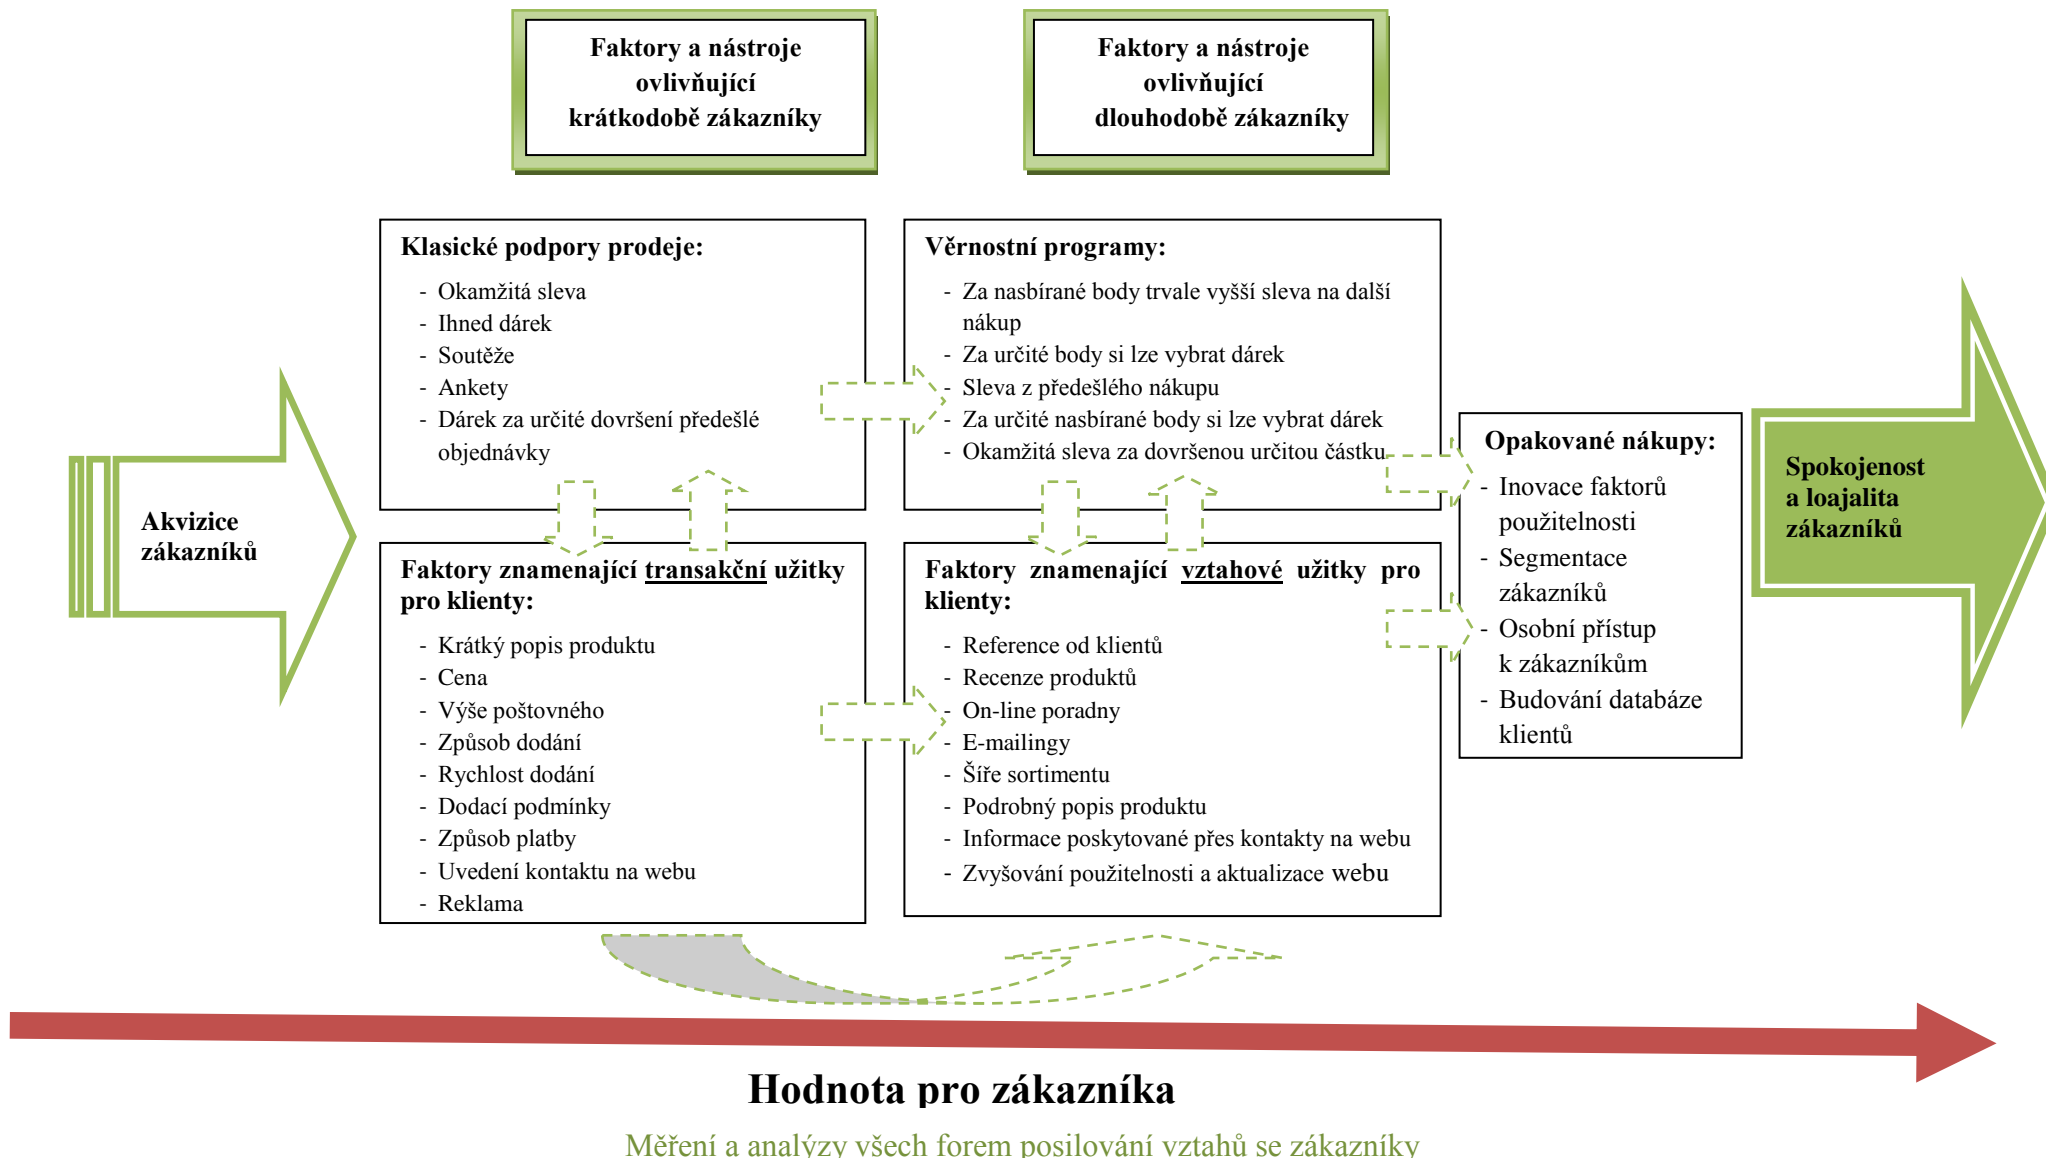 Faktory a nástroje
ovlivňující
krátkodobě zákazníky
Faktory a nástroje
ovlivňující
dlouhodobě zákazníky
Akvizice
zákazníků
Klasické podpory prodeje:
- Okamžitá sleva
- Ihned dárek
- Soutěže
- Ankety
- Dárek za určité dovršení předešlé
objednávky
Faktory znamenající transakční užitky
pro klienty:
- Krátký popis produktu
- Cena
- Výše poštovného
- Způsob dodání
- Rychlost dodání
- Dodací podmínky
- Způsob platby
- Uvedení kontaktu na webu
- Reklama
Věrnostní programy:
- Za nasbírané body trvale vyšší sleva na další
nákup
- Za určité body si lze vybrat dárek
- Sleva z předešlého nákupu
- Za určité nasbírané body si lze vybrat dárek
- Okamžitá sleva za dovršenou určitou částku
Faktory znamenající vztahové užitky pro
klienty:
- Reference od klientů
- Recenze produktů
- On-line poradny
- E-mailingy
- Šíře sortimentu
- Podrobný popis produktu
- Informace poskytované přes kontakty na webu
- Zvyšování použitelnosti a aktualizace webu
Opakované nákupy:
- Inovace faktorů
použitelnosti
- Segmentace
zákazníků
- Osobní přístup
k zákazníkům
- Budování databáze
klientů
Spokojenost
a loajalita
zákazníků
Hodnota pro zákazníka
Měření a analýzy všech forem posilování vztahů se zákazníky